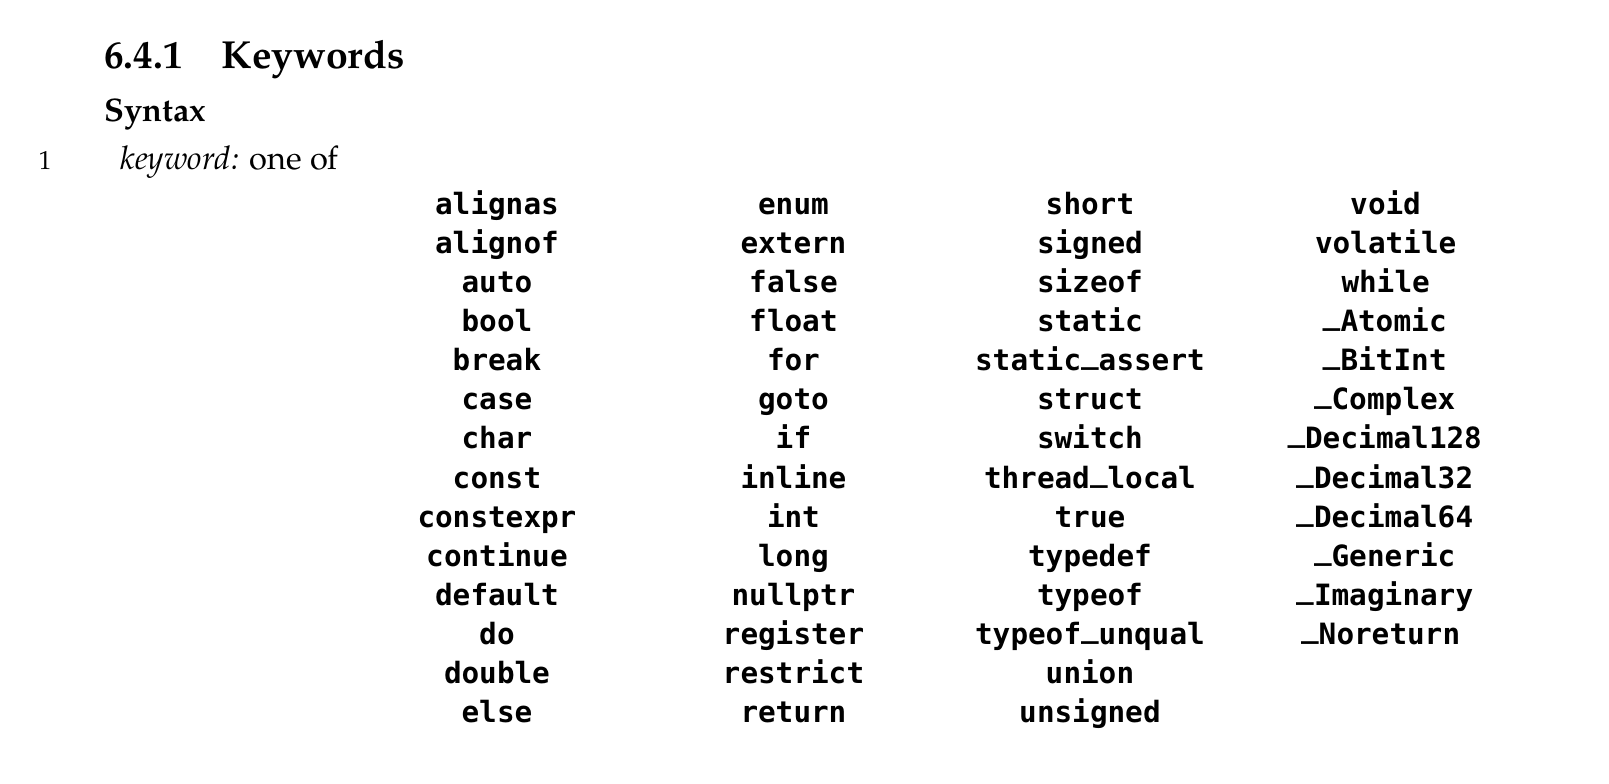 6.4.1 Keywords
Syntax
1 keyword: one of
alignas enum short void
alignof extern signed volatile
auto false sizeof while
bool float static _Atomic
break for static_assert _BitInt
case goto struct _Complex
char if switch _Decimal128
const inline thread_local _Decimal32
constexpr int true _Decimal64
continue long typedef _Generic
default nullptr typeof _Imaginary
do register typeof_unqual _Noreturn
double restrict union
else return unsigned